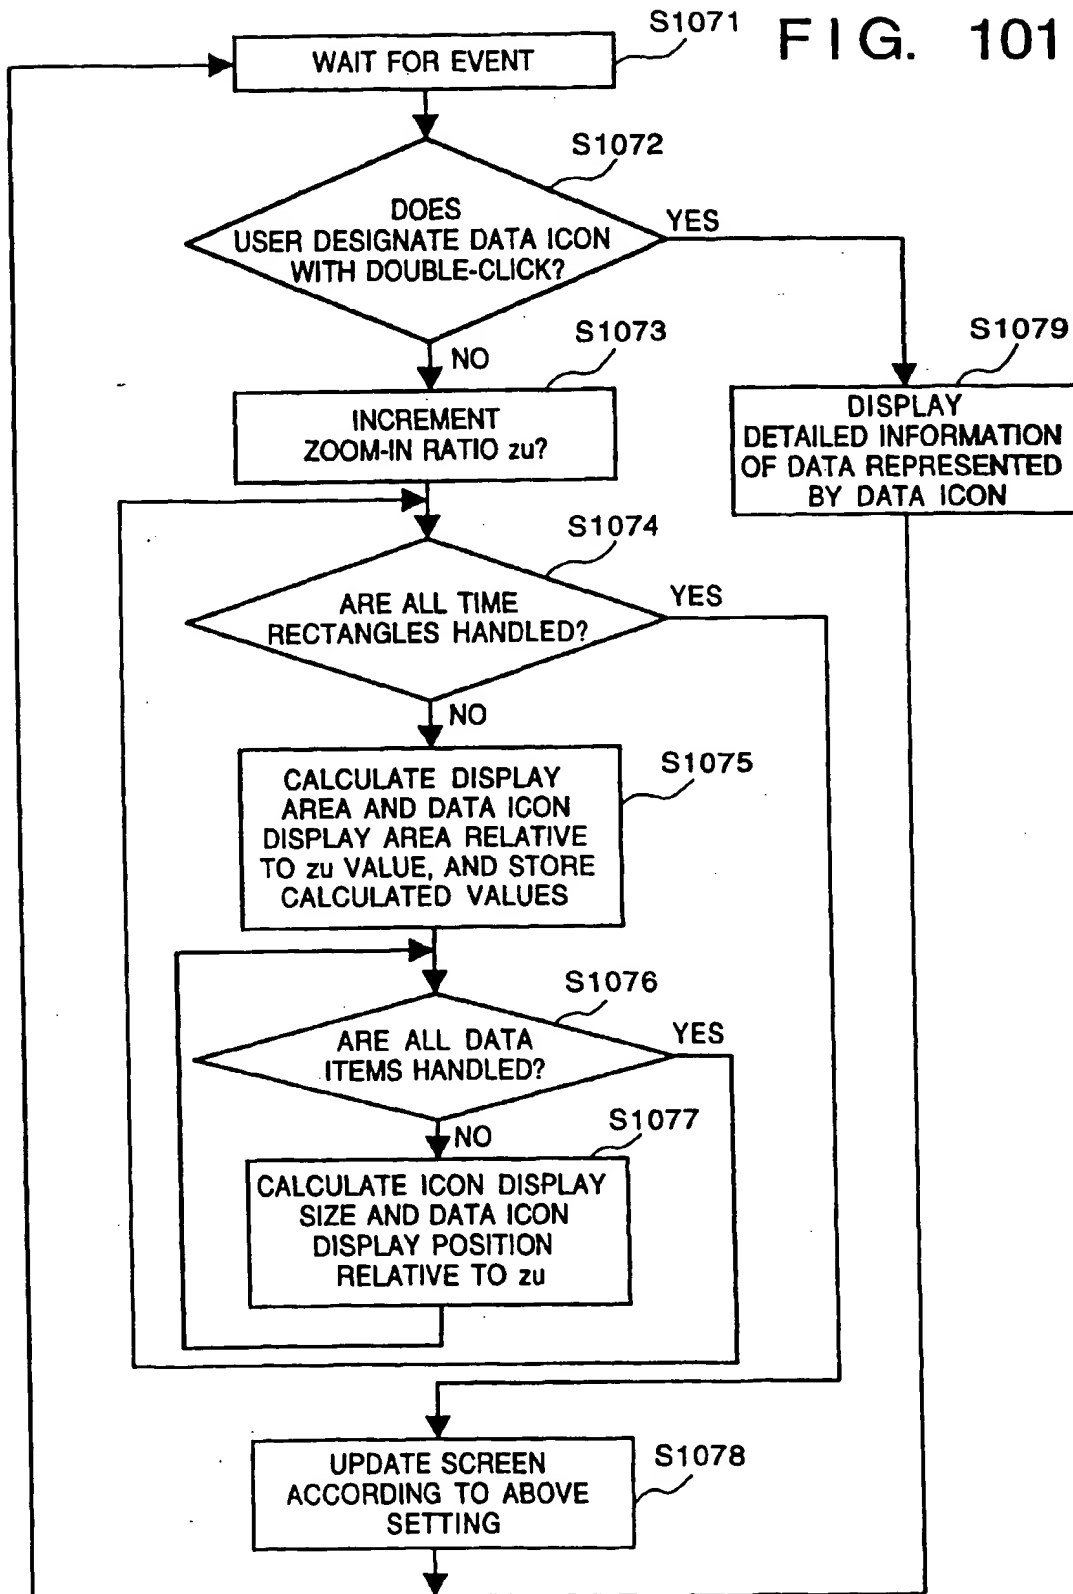 FIG. 101
S1071
WAIT FOR EVENT
S1072
DOES
USER DESIGNATE DATA ICON
WITH DOUBLE-CLICK?
YES
NO
S1073
INCREMENT
ZOOM-IN RATIO zu?
S1079
DISPLAY
DETAILED INFORMATION
OF DATA REPRESENTED
BY DATA ICON
S1074
ARE ALL TIME
RECTANGLES HANDLED?
YES
NO
S1075
CALCULATE DISPLAY
AREA AND DATA ICON
DISPLAY AREA RELATIVE
TO zu VALUE, AND STORE
CALCULATED VALUES
S1076
ARE ALL DATA
ITEMS HANDLED?
YES
NO
S1077
CALCULATE ICON DISPLAY
SIZE AND DATA ICON
DISPLAY POSITION
RELATIVE TO zu
S1078
UPDATE SCREEN
ACCORDING TO ABOVE
SETTING